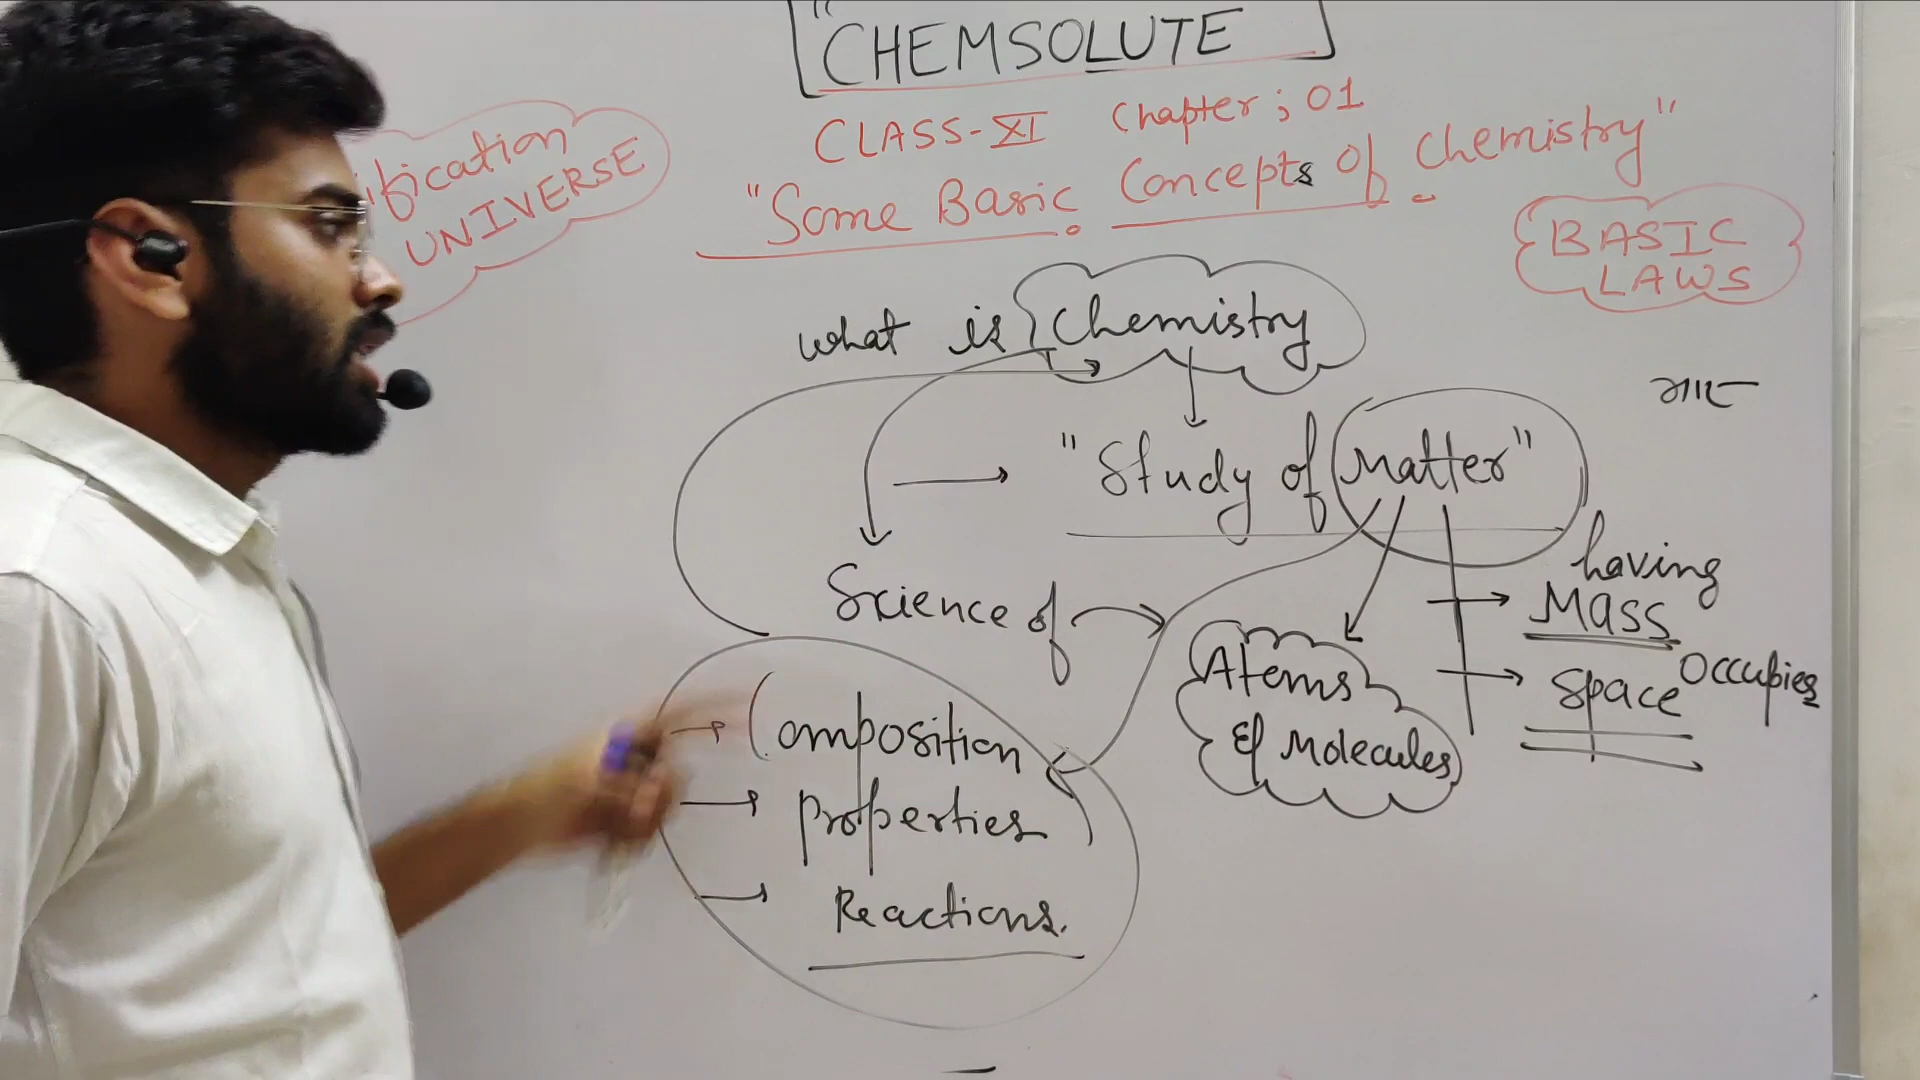 "CHEMSOLUTE
CLASS-XI Chapter; 01
"Some Basic Concepts Of Chemistry"
ification
UNIVERSE
BASIC
LAWS
what is Chemistry
"Study of Matter"
having
Mass
Occupies
Space
Science of
Atoms
& Molecules
Composition
Properties
Reactions.